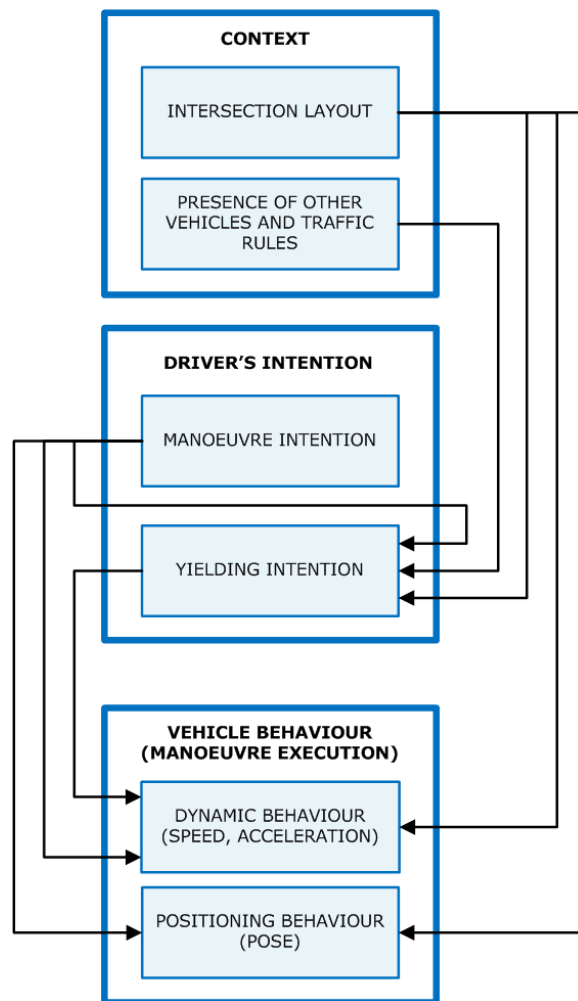 CONTEXT
INTERSECTION LAYOUT
PRESENCE OF OTHER
VEHICLES AND TRAFFIC
RULES
DRIVER’S INTENTION
MANOEUVRE INTENTION
YIELDING INTENTION
VEHICLE BEHAVIOUR
(MANOEUVRE EXECUTION)
DYNAMIC BEHAVIOUR
(SPEED, ACCELERATION)
POSITIONING BEHAVIOUR
(POSE)